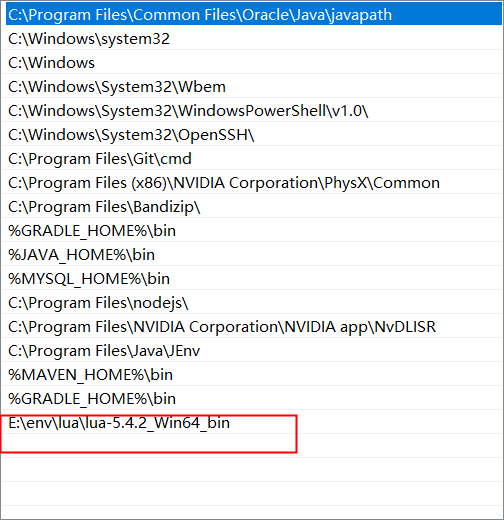 C:\Program Files\Common Files\Oracle\Java\javapath
C:\Windows\system32
C:\Windows
C:\Windows\System32\Wbem
C:\Windows\System32\WindowsPowerShell\v1.0\
C:\Windows\System32\OpenSSH\
C:\Program Files\Git\cmd
C:\Program Files (x86)\NVIDIA Corporation\PhysX\Common
C:\Program Files\Bandizip\
%GRADLE_HOME%\bin
%JAVA_HOME%\bin
%MYSQL_HOME%\bin
C:\Program Files\nodejs\
C:\Program Files\NVIDIA Corporation\NVIDIA app\NvDLISR
C:\Program Files\Java\JEnv
%MAVEN_HOME%\bin
%GRADLE_HOME%\bin
E:\env\lua\lua-5.4.2_Win64_bin